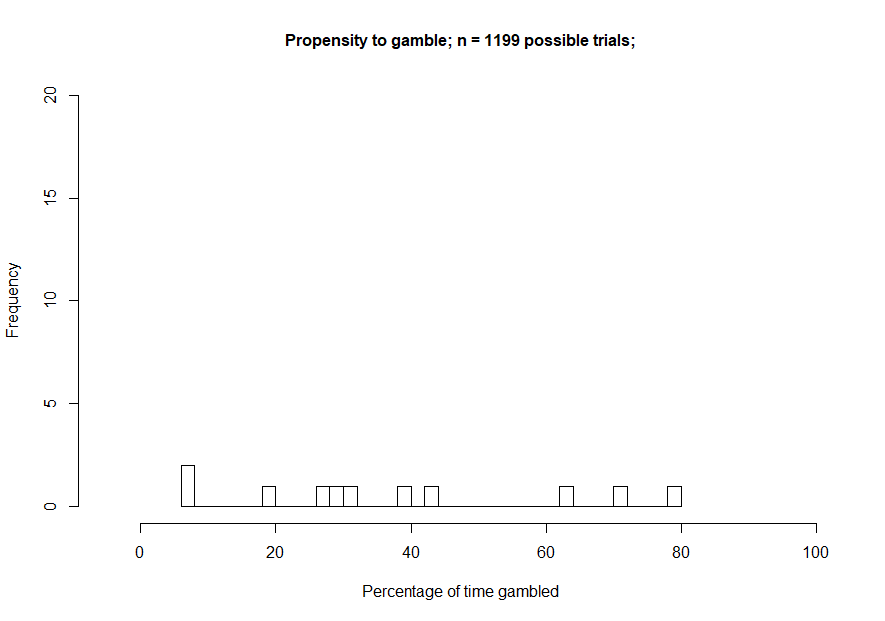 Propensity to gamble; n = 1199 possible trials;
20
15
10
5
0
Frequency
0 20 40 60 80 100
Percentage of time gambled